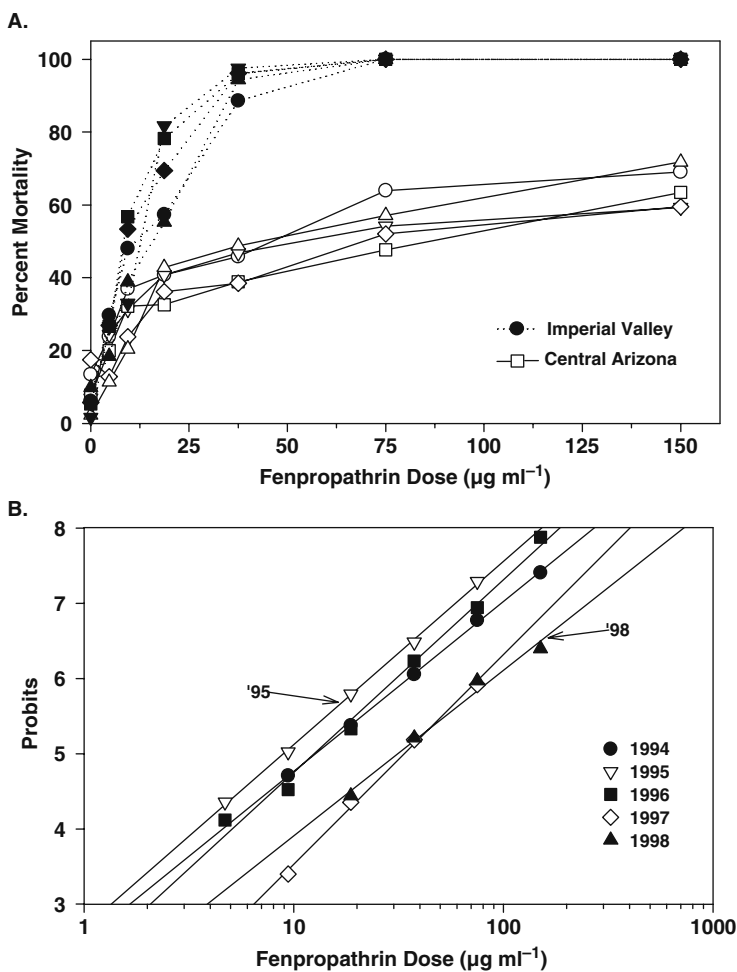 A.
100
80
60
40
20
0
Percent Mortality
Imperial Valley
Central Arizona
0 25 50 75 100 125 150
Fenpropathrin Dose (µg ml⁻¹)
B.
8
7
6
5
4
3
Probits
'95
'98
1994
1995
1996
1997
1998
1 10 100 1000
Fenpropathrin Dose (µg ml⁻¹)